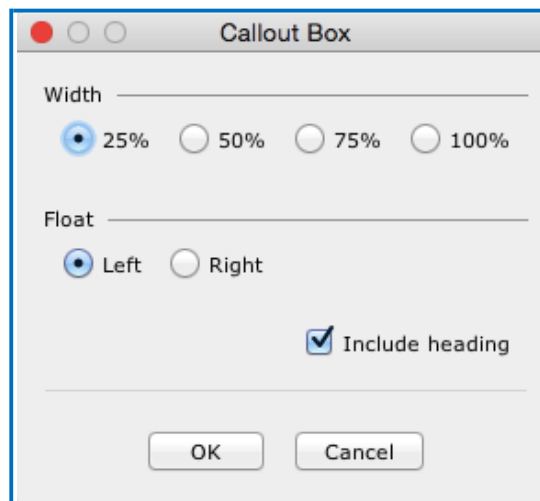 Callout Box
Width
25% 50% 75% 100%
Float
Left Right
Include heading
OK Cancel